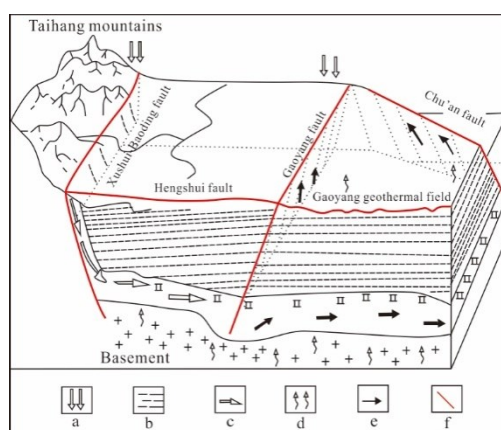 Taihang mountains
Xushui Baoding fault
Gaoyang fault
Chu'an fault
Hengshui fault
Gaoyang geothermal field
Basement
a
b
c
d
e
f